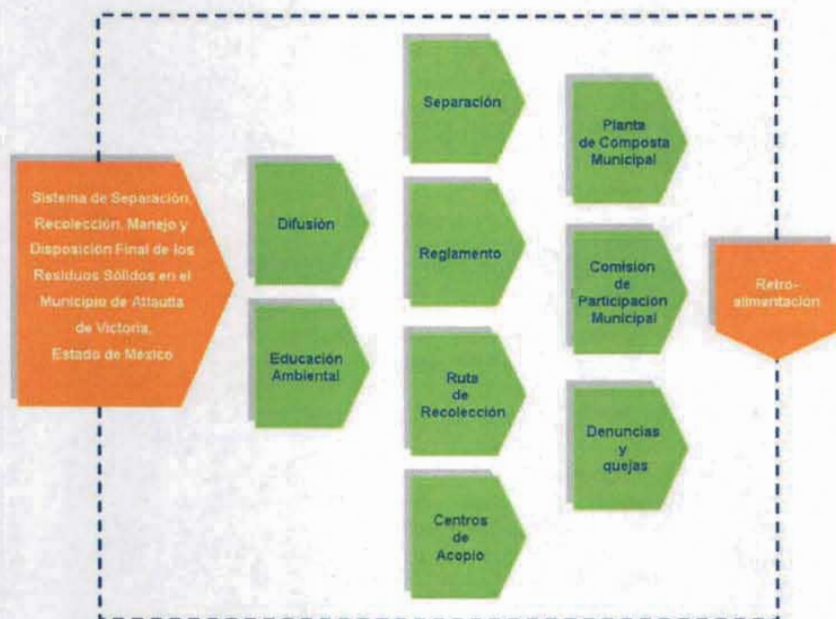 Sistema de Separación,
Recolección, Manejo y
Disposición Final de los
Residuos Sólidos en el
Municipio de Atlautla
de Victoria,
Estado de México
Difusión
Educación
Ambiental
Separación
Reglamento
Ruta
de
Recolección
Centros
de
Acopio
Planta
de Composta
Municipal
Comision
de
Participación
Municipal
Denuncias
y
quejas
Retro-
alimentación